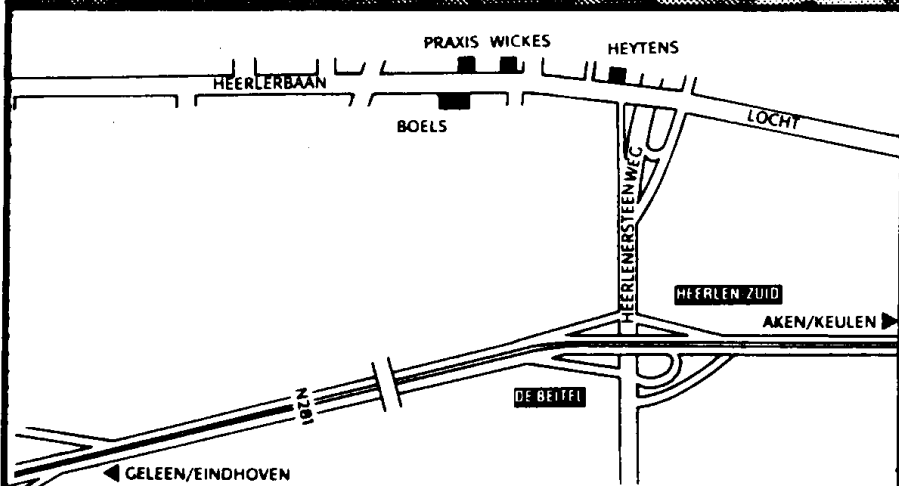 PRAXIS WICKES
HEYTENS
HEERLERBAAN
LOCHT
BOELS
HEERLENERSTEENWEG
HEERLEN-ZUID
AKEN/KEULEN
N281
DE BEITEL
GELEEN/EINDHOVEN